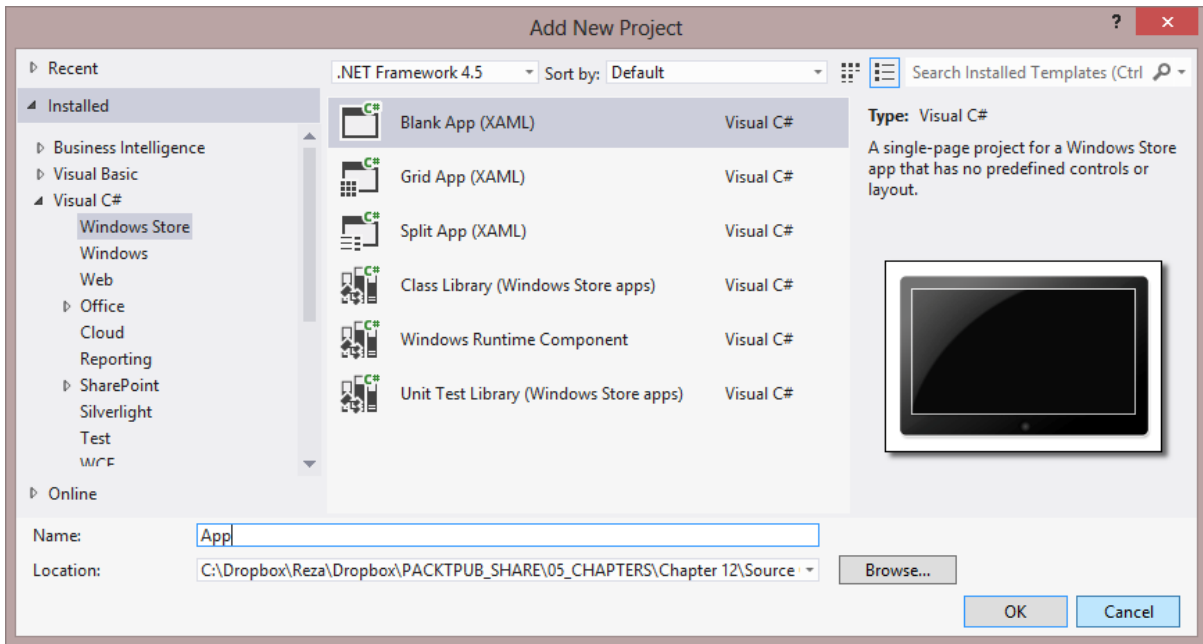 Add New Project
?
Recent
Installed
Business Intelligence
Visual Basic
Visual C#
Windows Store
Windows
Web
Office
Cloud
Reporting
SharePoint
Silverlight
Test
WCF
Online
.NET Framework 4.5 Sort by: Default
C# Blank App (XAML) Visual C#
C# Grid App (XAML) Visual C#
C# Split App (XAML) Visual C#
C# Class Library (Windows Store apps) Visual C#
C# Windows Runtime Component Visual C#
C# Unit Test Library (Windows Store apps) Visual C#
Search Installed Templates (Ctrl
Type: Visual C#
A single-page project for a Windows Store
app that has no predefined controls or
layout.
Name: App
Location: C:\Dropbox\Reza\Dropbox\PACKTPUB_SHARE\05_CHAPTERS\Chapter 12\Source Browse...
OK Cancel